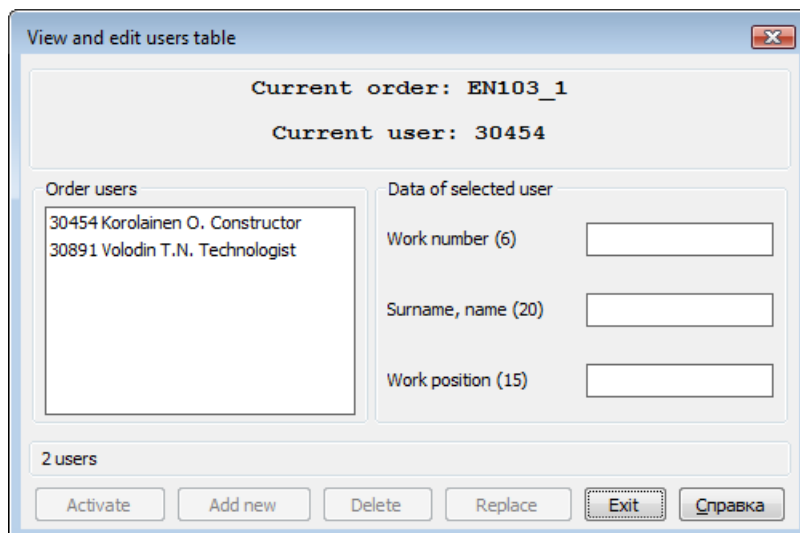 View and edit users table
Current order: EN103_1
Current user: 30454
Order users
30454 Korolainen O. Constructor
30891 Volodin T.N. Technologist
Data of selected user
Work number (6)
Surname, name (20)
Work position (15)
2 users
Activate Add new Delete Replace Exit Справка